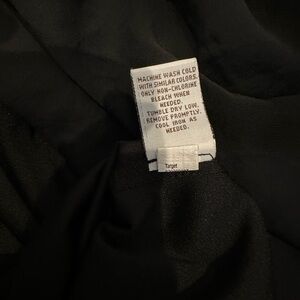 MACHINE WASH COLD
WITH SIMILAR COLORS.
ONLY NON-CHLORINE
BLEACH WHEN
NEEDED.
TUMBLE DRY LOW.
REMOVE PROMPTLY.
COOL IRON AS
NEEDED.
Target